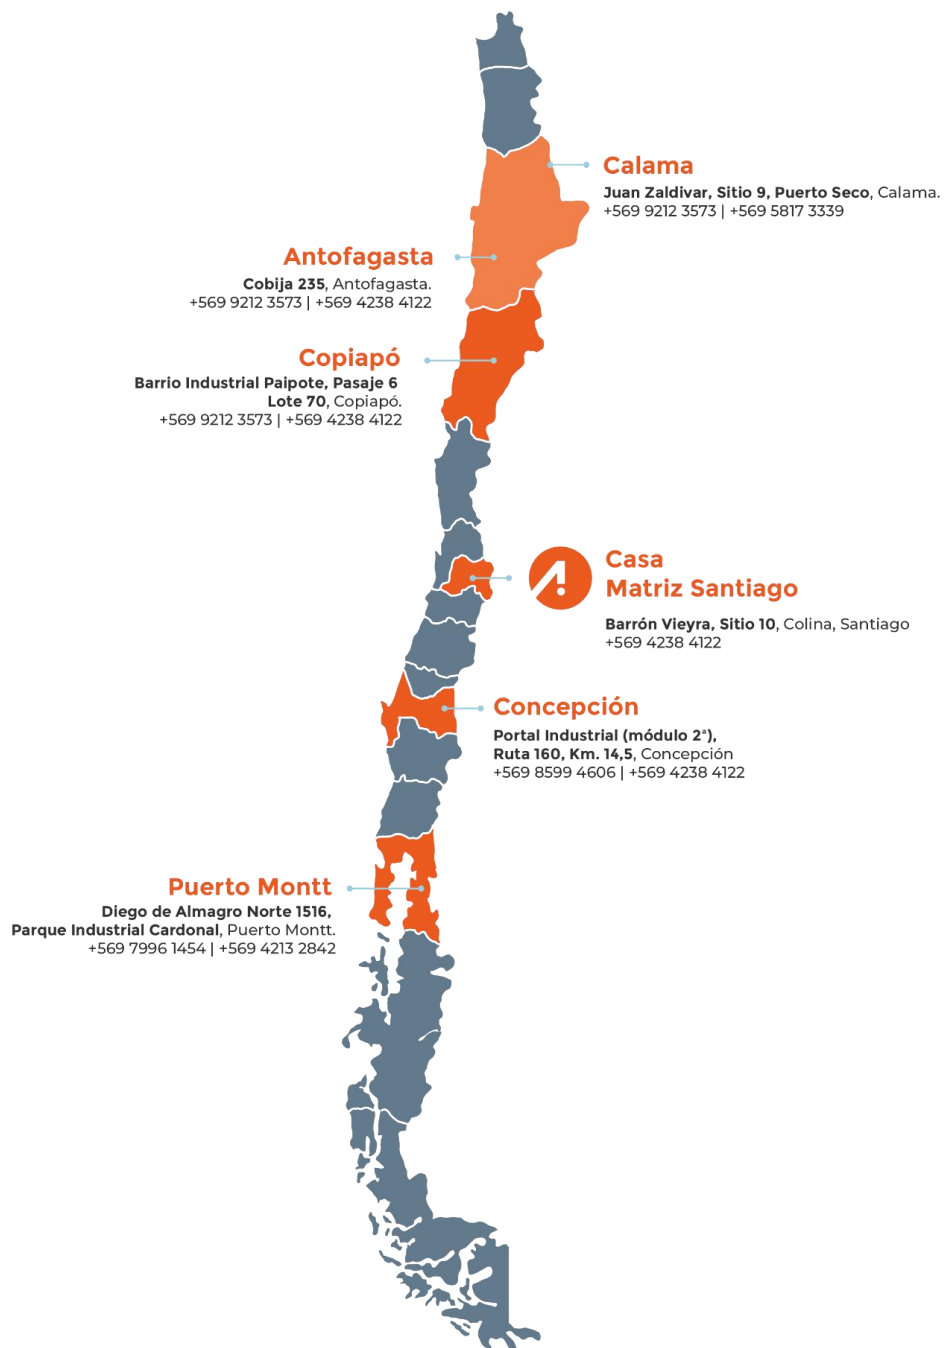 Calama
Juan Zaldivar, Sitio 9, Puerto Seco, Calama.
+569 9212 3573 | +569 5817 3339
Antofagasta
Cobija 235, Antofagasta.
+569 9212 3573 | +569 4238 4122
Copiapó
Barrio Industrial Paipote, Pasaje 6
Lote 70, Copiapó.
+569 9212 3573 | +569 4238 4122
Casa
Matriz Santiago
Barrón Vieyra, Sitio 10, Colina, Santiago
+569 4238 4122
Concepción
Portal Industrial (módulo 2ª),
Ruta 160, Km. 14,5, Concepción
+569 8599 4606 | +569 4238 4122
Puerto Montt
Diego de Almagro Norte 1516,
Parque Industrial Cardonal, Puerto Montt.
+569 7996 1454 | +569 4213 2842